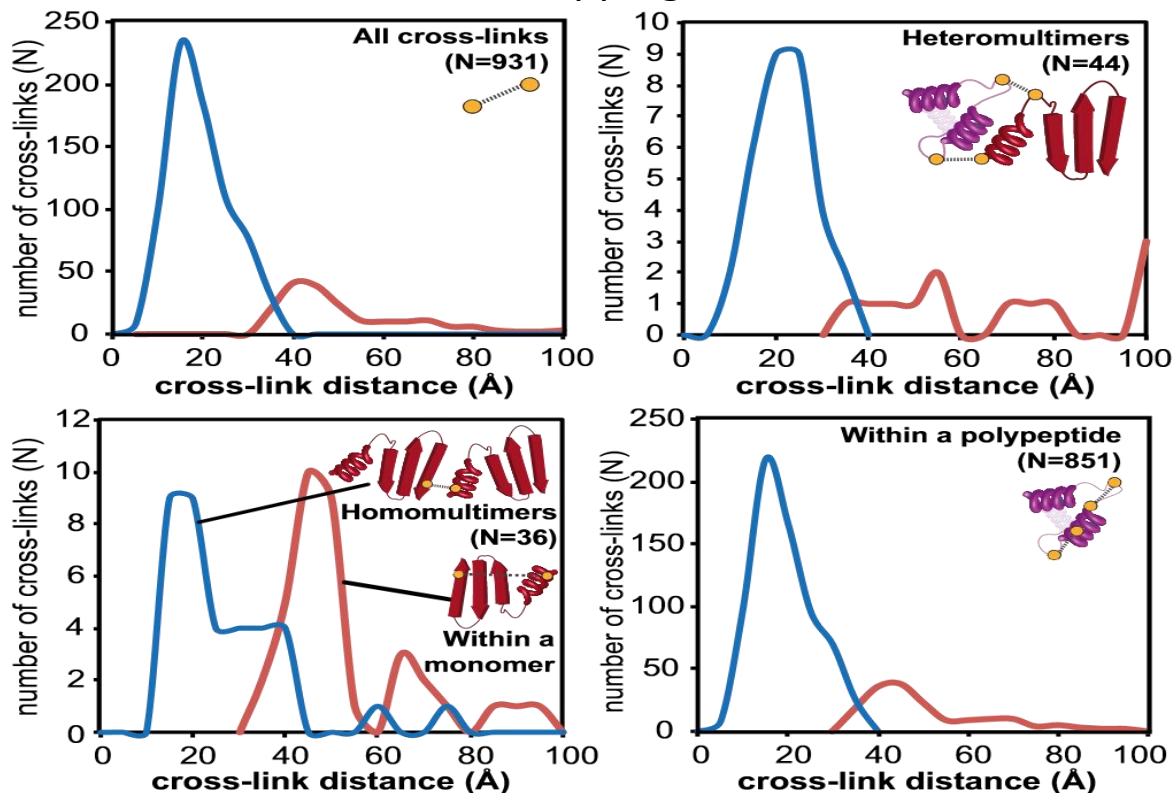 All cross-links
(N=931)
number of cross-links (N)
250
200
150
100
50
0
0 20 40 60 80 100
cross-link distance (Å)
Heteromultimers
(N=44)
number of cross-links (N)
10
9
8
7
6
5
4
3
2
1
0
0 20 40 60 80 100
cross-link distance (Å)
Homomultimers
(N=36)
Within a
monomer
number of cross-links (N)
12
10
8
6
4
2
0
0 20 40 60 80 100
cross-link distance (Å)
Within a polypeptide
(N=851)
number of cross-links (N)
250
200
150
100
50
0
0 20 40 60 80 100
cross-link distance (Å)